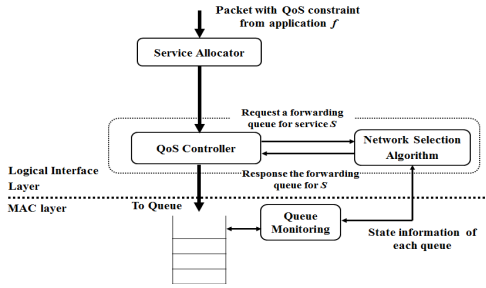 Packet with QoS constraint
from application f
Service Allocator
Request a forwarding
queue for service S
QoS Controller
Network Selection
Algorithm
Response the forwarding
queue for S
Logical Interface
Layer
MAC layer
To Queue
Queue
Monitoring
State information of
each queue